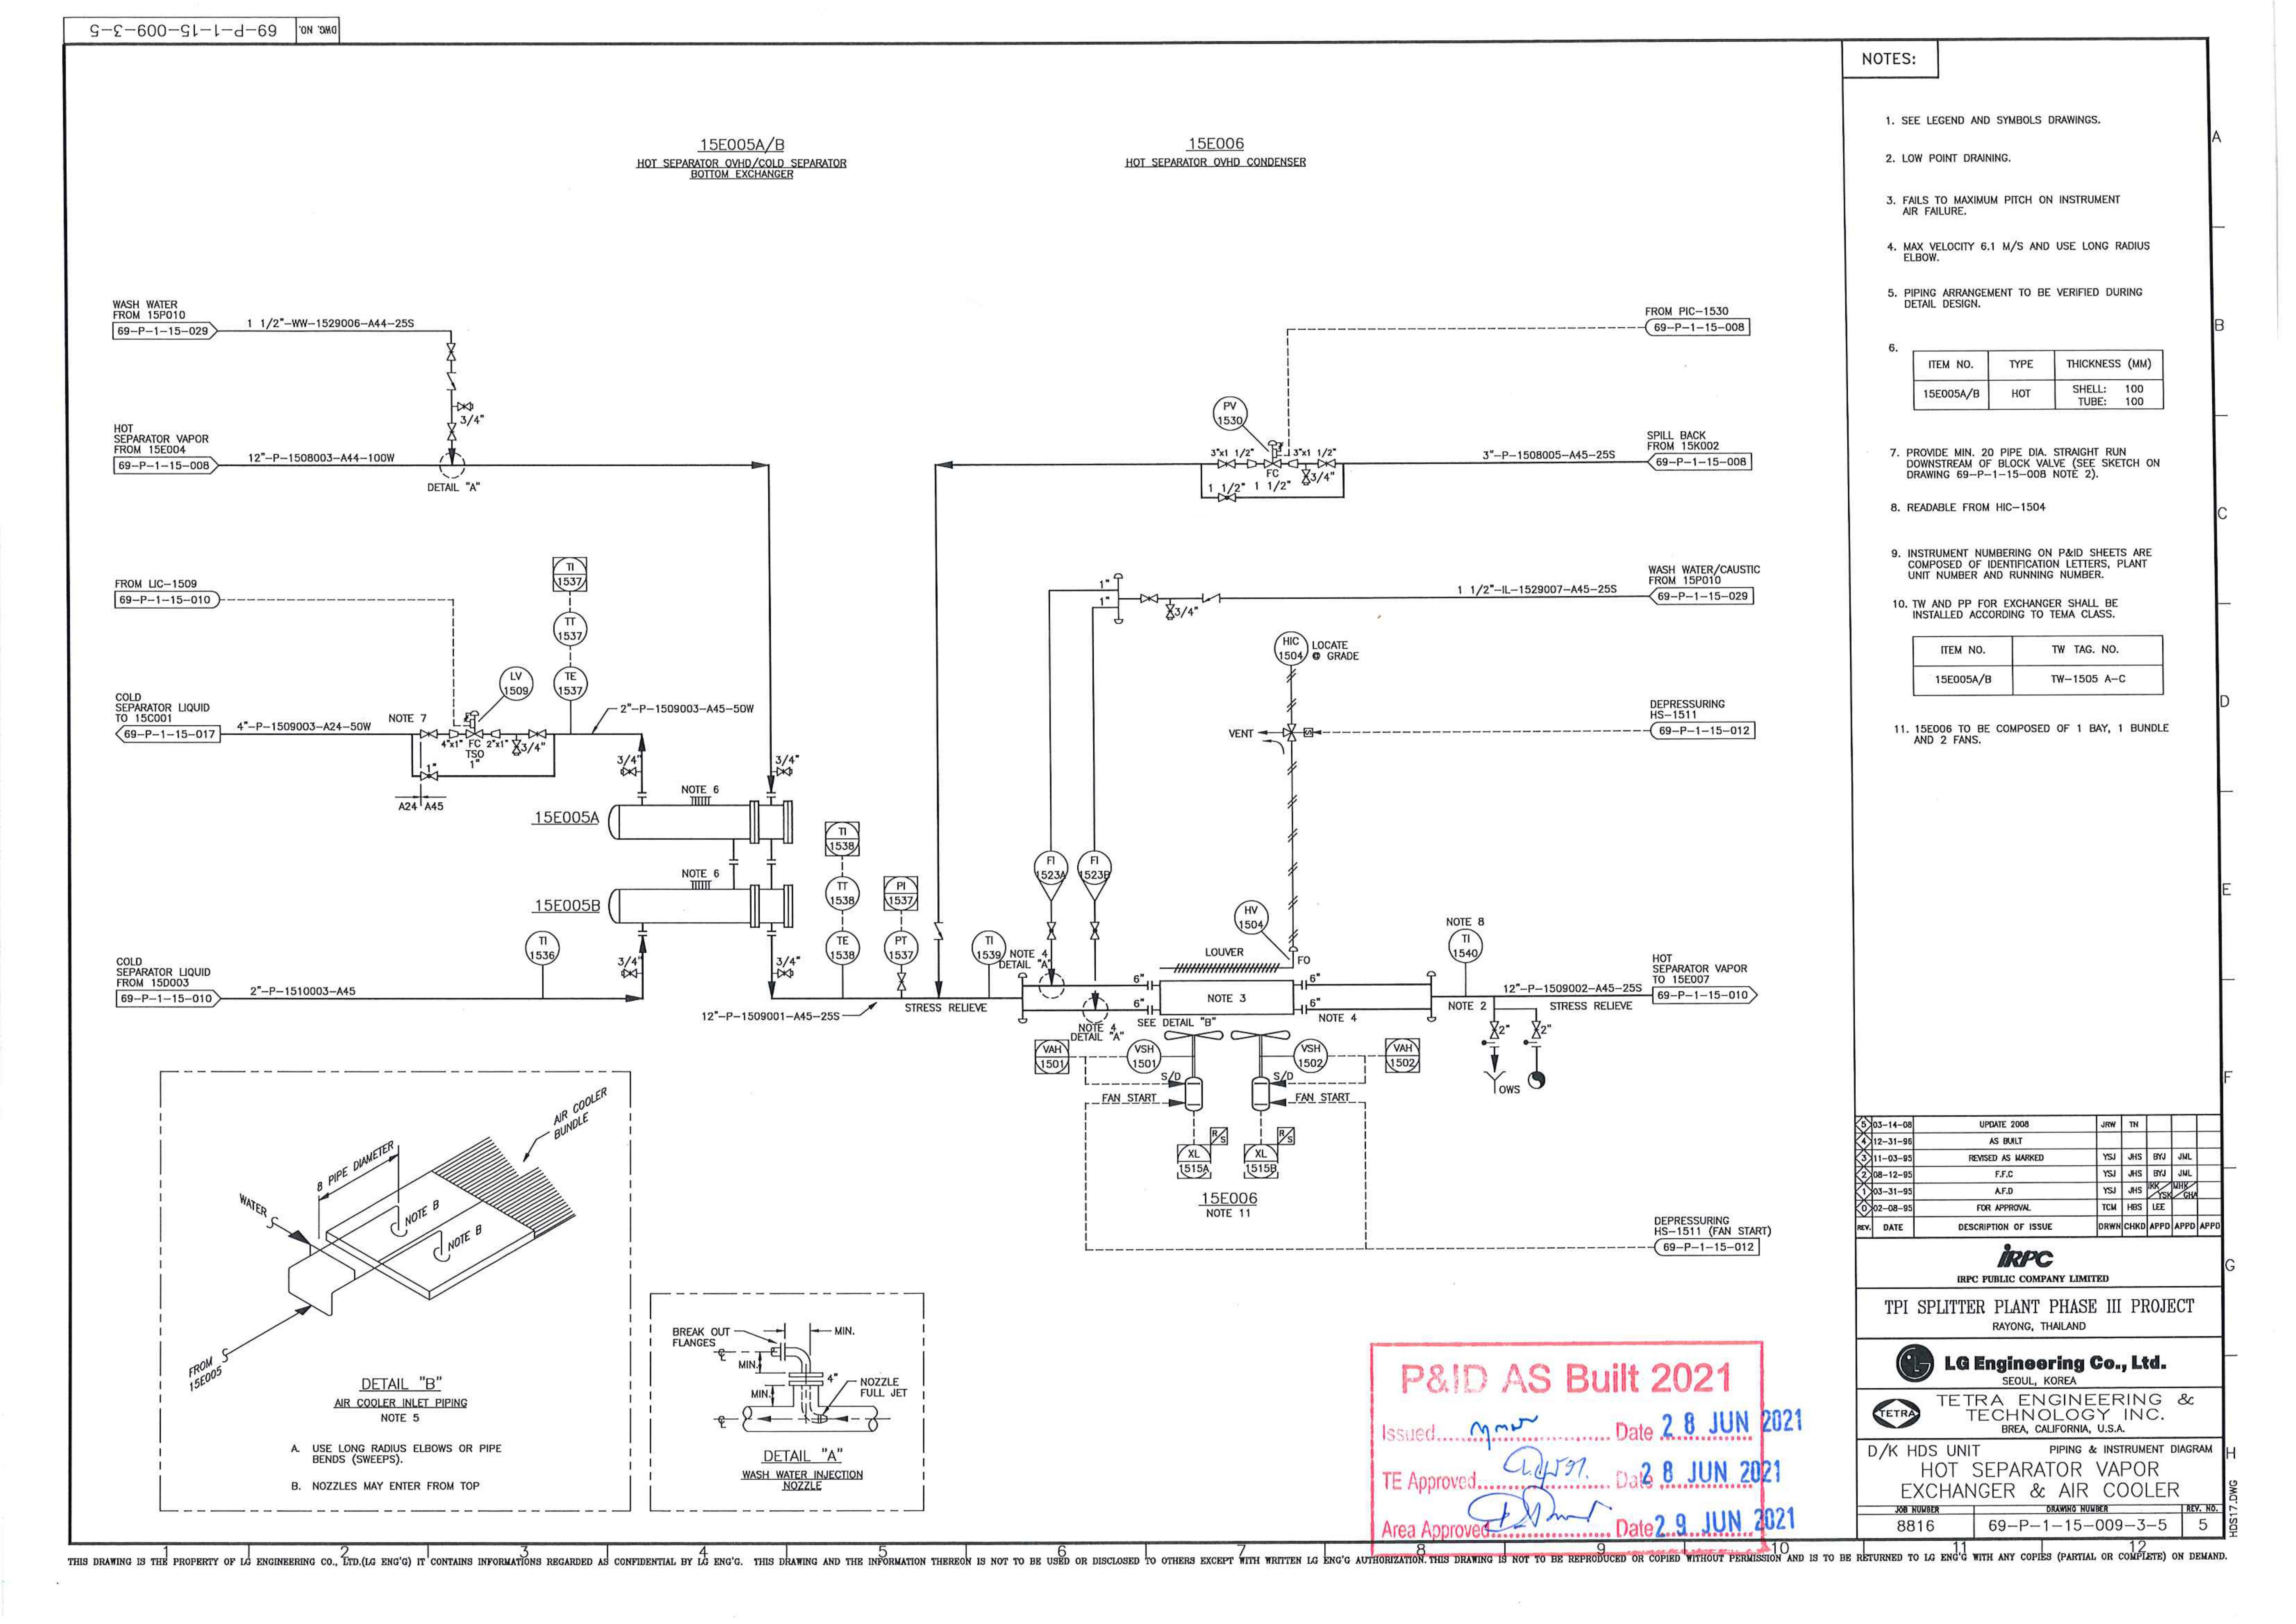 DWG. NO.
69-P-1-15-009-3-5
15E005A/B
HOT SEPARATOR OVHD/COLD SEPARATOR
BOTTOM EXCHANGER
15E006
HOT SEPARATOR OVHD CONDENSER
WASH WATER
FROM 15P010
69-P-1-15-029
1 1/2"-WW-1529006-A44-25S
3/4"
HOT
SEPARATOR VAPOR
FROM 15E004
69-P-1-15-008
12"-P-1508003-A44-100W
DETAIL "A"
FROM LIC-1509
69-P-1-15-010
TI
1537
TT
1537
TE
1537
LV
1509
COLD
SEPARATOR LIQUID
TO 15C001
69-P-1-15-017
4"-P-1509003-A24-50W
NOTE 7
2"-P-1509003-A45-50W
4"x1"
FC
TSO
1"
2"x1"
3/4"
1"
A24
A45
3/4"
3/4"
NOTE 6
15E005A
NOTE 6
15E005B
3/4"
3/4"
TI
1536
COLD
SEPARATOR LIQUID
FROM 15D003
69-P-1-15-010
2"-P-1510003-A45
TI
1538
TT
1538
TE
1538
PI
1537
PT
1537
12"-P-1509001-A45-25S
STRESS RELIEVE
TI
1539
NOTE 4
DETAIL "A"
FROM PIC-1530
69-P-1-15-008
PV
1530
3"x1 1/2"
3"x1 1/2"
FC
3/4"
1 1/2"
1 1/2"
SPILL BACK
FROM 15K002
69-P-1-15-008
3"-P-1508005-A45-25S
WASH WATER/CAUSTIC
FROM 15P010
69-P-1-15-029
1 1/2"-IL-1529007-A45-25S
1"
1"
3/4"
HIC
1504
LOCATE
@ GRADE
VENT
S
DEPRESSURING
HS-1511
69-P-1-15-012
FI
1523A
FI
1523B
HV
1504
LOUVER
FO
6"
6"
NOTE 3
6"
6"
NOTE 4
SEE DETAIL "B"
NOTE 4
DETAIL "A"
NOTE 8
TI
1540
HOT
SEPARATOR VAPOR
TO 15E007
69-P-1-15-010
12"-P-1509002-A45-25S
NOTE 2
STRESS RELIEVE
2"
2"
OWS
VAH
1501
VSH
1501
VSH
1502
VAH
1502
S/D
S/D
FAN START
FAN START
R/S
R/S
XL
1515A
XL
1515B
15E006
NOTE 11
DEPRESSURING
HS-1511 (FAN START)
69-P-1-15-012
8 PIPE DIAMETER
AIR COOLER
BUNDLE
WATER
NOTE B
NOTE B
FROM
15E005
DETAIL "B"
AIR COOLER INLET PIPING
NOTE 5
A. USE LONG RADIUS ELBOWS OR PIPE
BENDS (SWEEPS).
B. NOZZLES MAY ENTER FROM TOP
BREAK OUT
FLANGES
MIN.
MIN.
MIN.
4"
NOZZLE
FULL JET
DETAIL "A"
WASH WATER INJECTION
NOZZLE
P&ID AS Built 2021
Issued Date 28 JUN 2021
TE Approved Date 28 JUN 2021
Area Approved Date 29 JUN 2021
NOTES:
1. SEE LEGEND AND SYMBOLS DRAWINGS.
2. LOW POINT DRAINING.
3. FAILS TO MAXIMUM PITCH ON INSTRUMENT
AIR FAILURE.
4. MAX VELOCITY 6.1 M/S AND USE LONG RADIUS
ELBOW.
5. PIPING ARRANGEMENT TO BE VERIFIED DURING
DETAIL DESIGN.
6.
ITEM NO. TYPE THICKNESS (MM)
15E005A/B HOT SHELL: 100
TUBE: 100
7. PROVIDE MIN. 20 PIPE DIA. STRAIGHT RUN
DOWNSTREAM OF BLOCK VALVE (SEE SKETCH ON
DRAWING 69-P-1-15-008 NOTE 2).
8. READABLE FROM HIC-1504
9. INSTRUMENT NUMBERING ON P&ID SHEETS ARE
COMPOSED OF IDENTIFICATION LETTERS, PLANT
UNIT NUMBER AND RUNNING NUMBER.
10. TW AND PP FOR EXCHANGER SHALL BE
INSTALLED ACCORDING TO TEMA CLASS.
ITEM NO. TW TAG. NO.
15E005A/B TW-1505 A-C
11. 15E006 TO BE COMPOSED OF 1 BAY, 1 BUNDLE
AND 2 FANS.
5 03-14-08 UPDATE 2008 JRW TN
4 12-31-96 AS BUILT
3 11-03-95 REVISED AS MARKED YSJ JHS BYJ JML
2 08-12-95 F.F.C YSJ JHS BYJ JML
1 03-31-95 A.F.D YSJ JHS IKK/YSK MHK/GHA
0 02-08-95 FOR APPROVAL TCM HBS LEE
REV. DATE DESCRIPTION OF ISSUE DRWN CHKD APPD APPD APPD
IRPC
IRPC PUBLIC COMPANY LIMITED
TPI SPLITTER PLANT PHASE III PROJECT
RAYONG, THAILAND
LG Engineering Co., Ltd.
SEOUL, KOREA
TETRA
TETRA ENGINEERING &
TECHNOLOGY INC.
BREA, CALIFORNIA, U.S.A.
D/K HDS UNIT PIPING & INSTRUMENT DIAGRAM
HOT SEPARATOR VAPOR
EXCHANGER & AIR COOLER
JOB NUMBER DRAWING NUMBER REV. NO.
8816 69-P-1-15-009-3-5 5
HDS17.DWG
A
B
C
D
E
F
G
H
1 2 3 4 5 6 7 8 9 10 11 12
THIS DRAWING IS THE PROPERTY OF LG ENGINEERING CO., LTD.(LG ENG'G) IT CONTAINS INFORMATIONS REGARDED AS CONFIDENTIAL BY LG ENG'G. THIS DRAWING AND THE INFORMATION THEREON IS NOT TO BE USED OR DISCLOSED TO OTHERS EXCEPT WITH WRITTEN LG ENG'G AUTHORIZATION. THIS DRAWING IS NOT TO BE REPRODUCED OR COPIED WITHOUT PERMISSION AND IS TO BE RETURNED TO LG ENG'G WITH ANY COPIES (PARTIAL OR COMPLETE) ON DEMAND.